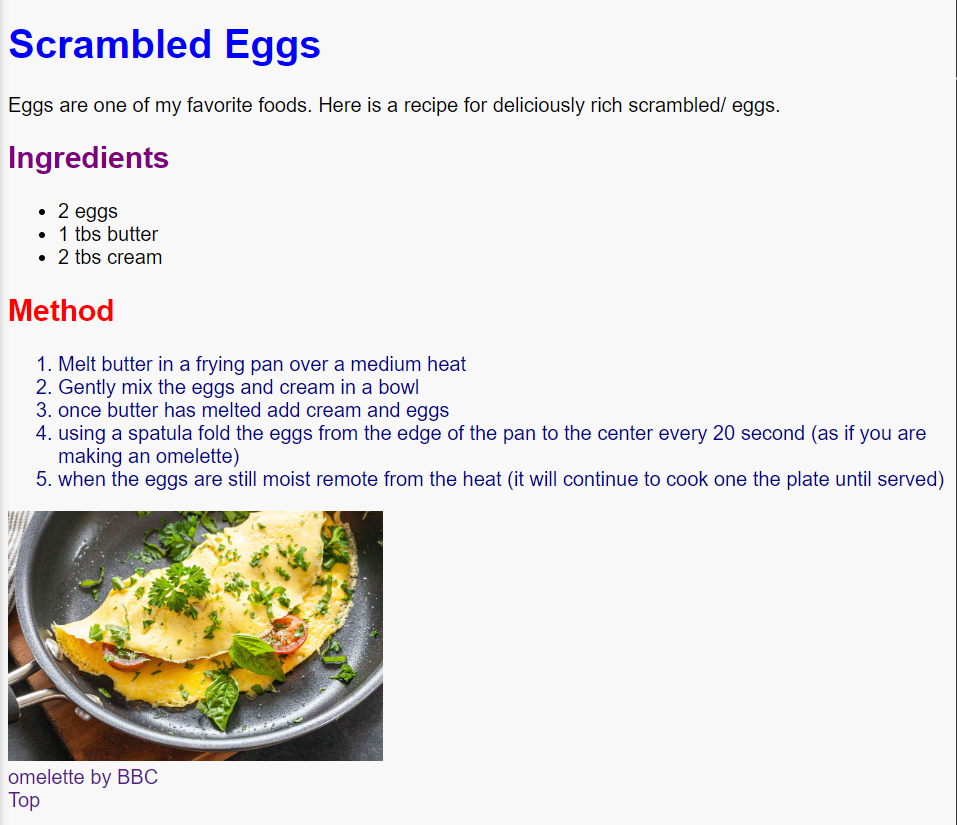 Scrambled Eggs
Eggs are one of my favorite foods. Here is a recipe for deliciously rich scrambled/ eggs.
Ingredients
• 2 eggs
• 1 tbs butter
• 2 tbs cream
Method
1. Melt butter in a frying pan over a medium heat
2. Gently mix the eggs and cream in a bowl
3. once butter has melted add cream and eggs
4. using a spatula fold the eggs from the edge of the pan to the center every 20 second (as if you are
making an omelette)
5. when the eggs are still moist remote from the heat (it will continue to cook one the plate until served)
omelette by BBC
Top